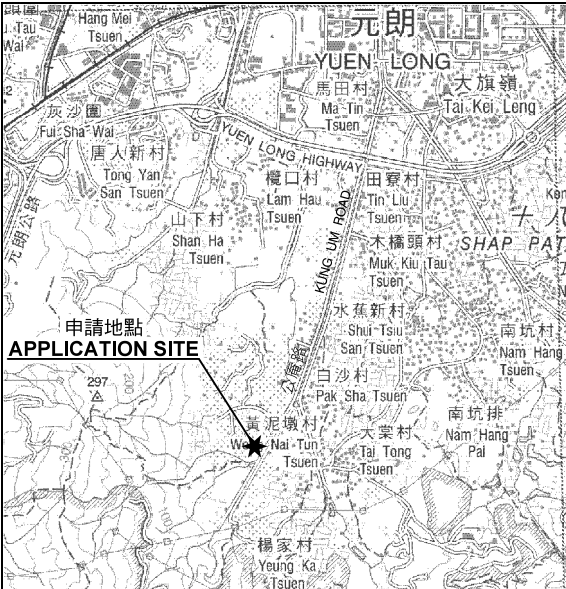 Hang Mei
Tsuen
Tau
Wai
元朗
YUEN LONG
馬田村
Ma Tin
Tsuen
大旗嶺
Tai Kei Leng
灰沙圍
Fui Sha Wai
YUEN LONG HIGHWAY
唐人新村
Tong Yan
San Tsuen
欖口村
Lam Hau
Tsuen
田寮村
Tin Liu
Tsuen
元朗公路
山下村
Shan Ha
Tsuen
KUNG UM ROAD
木橋頭村
Muk Kiu Tau
Tsuen
十八
SHAP PAT
水蕉新村
Shui Tsiu
San Tsuen
申請地點
APPLICATION SITE
南坑村
Nam Hang
Tsuen
公庵路
白沙村
Pak Sha Tsuen
297
黃泥墩村
Nai Tun
Tsuen
大棠村
Tai Tong
Tsuen
南坑排
Nam Hang
Pai
楊家村
Yeung Ka
Tsuen